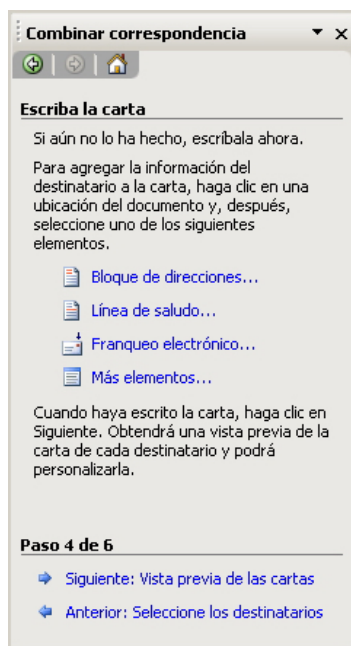 Combinar correspondencia
Escriba la carta
Si aún no lo ha hecho, escríbala ahora.
Para agregar la información del
destinatario a la carta, haga clic en una
ubicación del documento y, después,
seleccione uno de los siguientes
elementos.
Bloque de direcciones...
Línea de saludo...
Franqueo electrónico...
Más elementos...
Cuando haya escrito la carta, haga clic en
Siguiente. Obtendrá una vista previa de la
carta de cada destinatario y podrá
personalizarla.
Paso 4 de 6
Siguiente: Vista previa de las cartas
Anterior: Seleccione los destinatarios